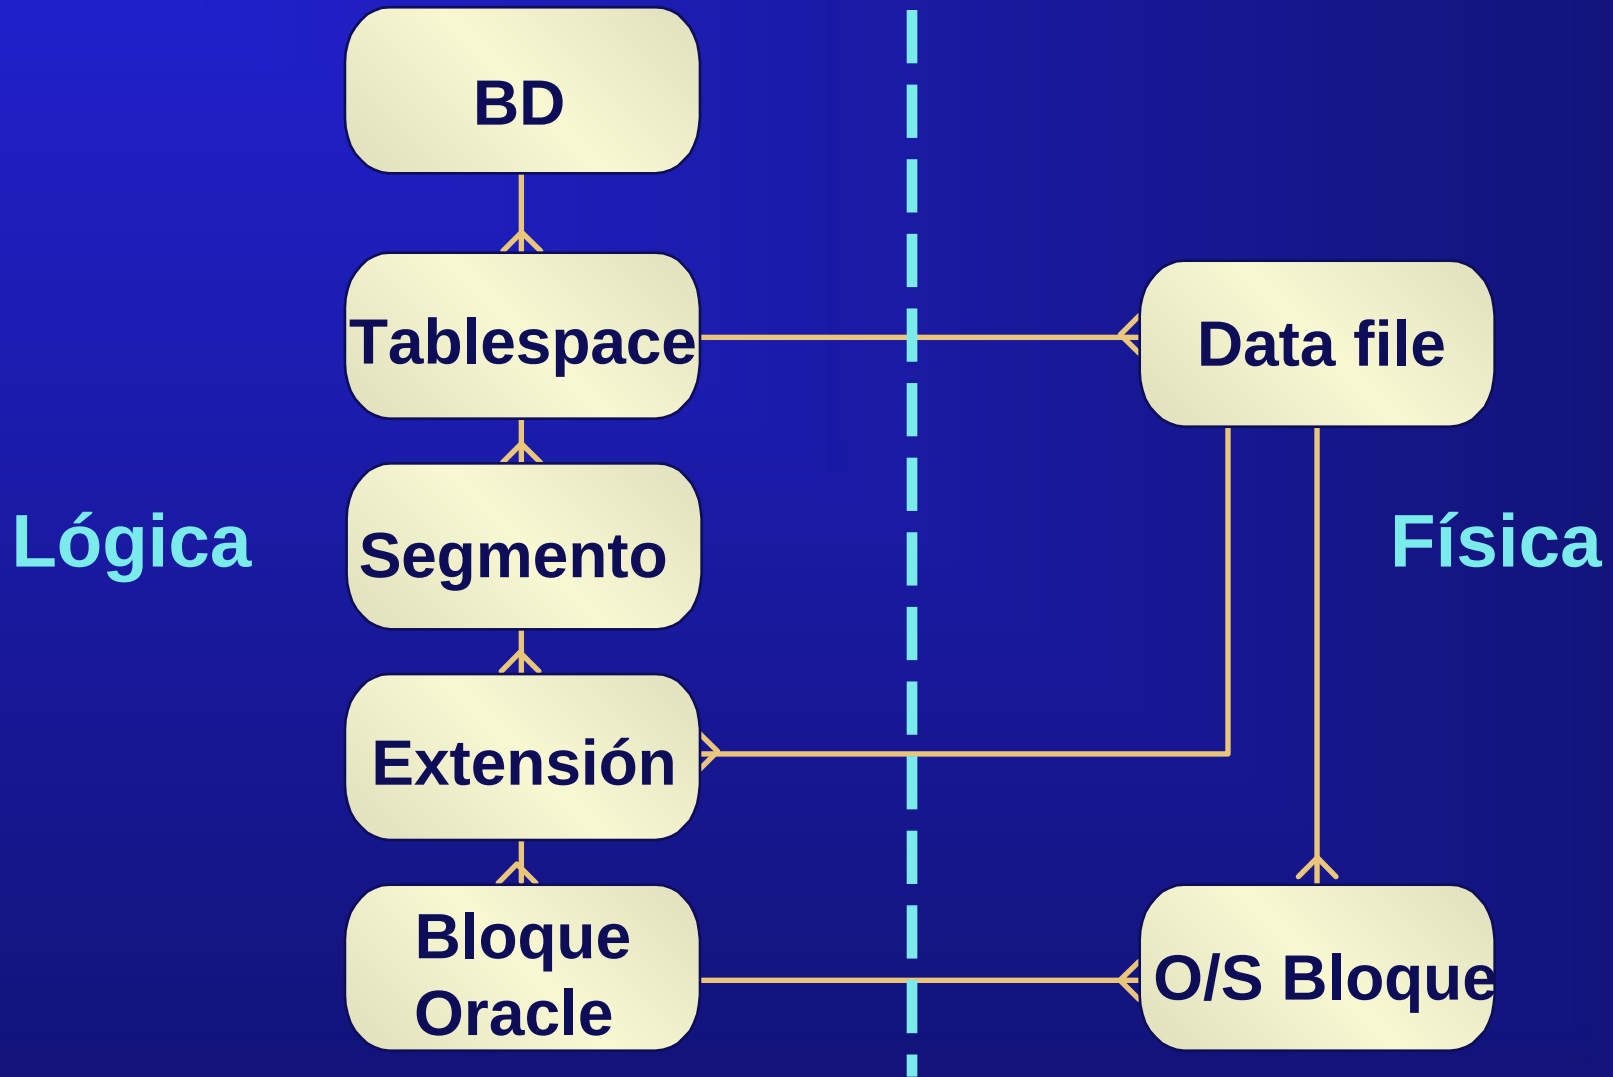 BD
Tablespace
Data file
Lógica
Segmento
Física
Extensión
Bloque
Oracle
O/S Bloque